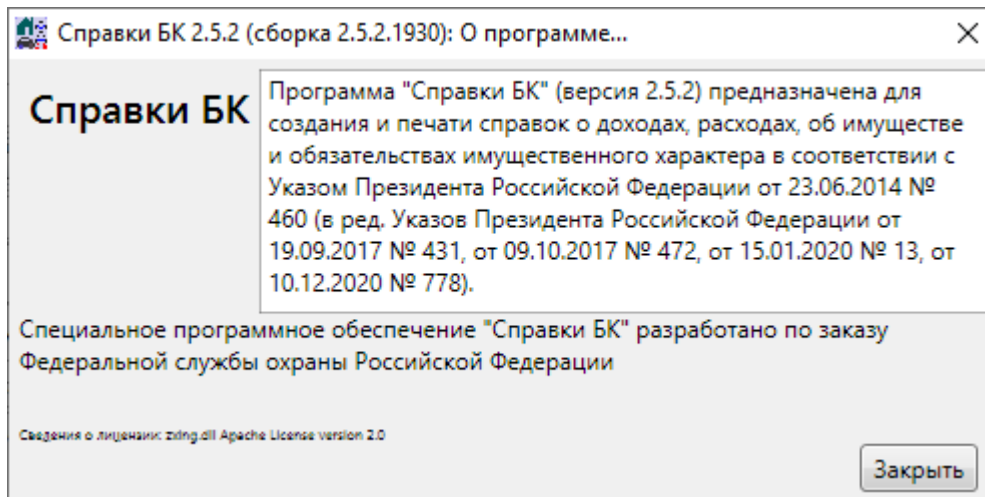 Справки БК 2.5.2 (сборка 2.5.2.1930): О программе...
Справки БК
Программа "Справки БК" (версия 2.5.2) предназначена для
создания и печати справок о доходах, расходах, об имуществе
и обязательствах имущественного характера в соответствии с
Указом Президента Российской Федерации от 23.06.2014 №
460 (в ред. Указов Президента Российской Федерации от
19.09.2017 № 431, от 09.10.2017 № 472, от 15.01.2020 № 13, от
10.12.2020 № 778).
Специальное программное обеспечение "Справки БК" разработано по заказу
Федеральной службы охраны Российской Федерации
Сведения о лицензии: zxing.dll Apache License version 2.0
Закрыть